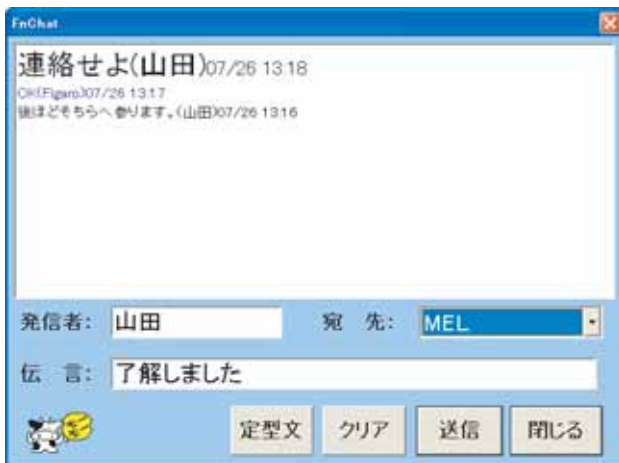 FnChat
連絡せよ(山田)07/26 13:18
OK(Figaro)07/26 13:17
後ほどそちらへ参ります。(山田)07/26 13:16
発信者: 山田 宛 先: MEL
伝 言: 了解しました
定型文 クリア 送信 閉じる